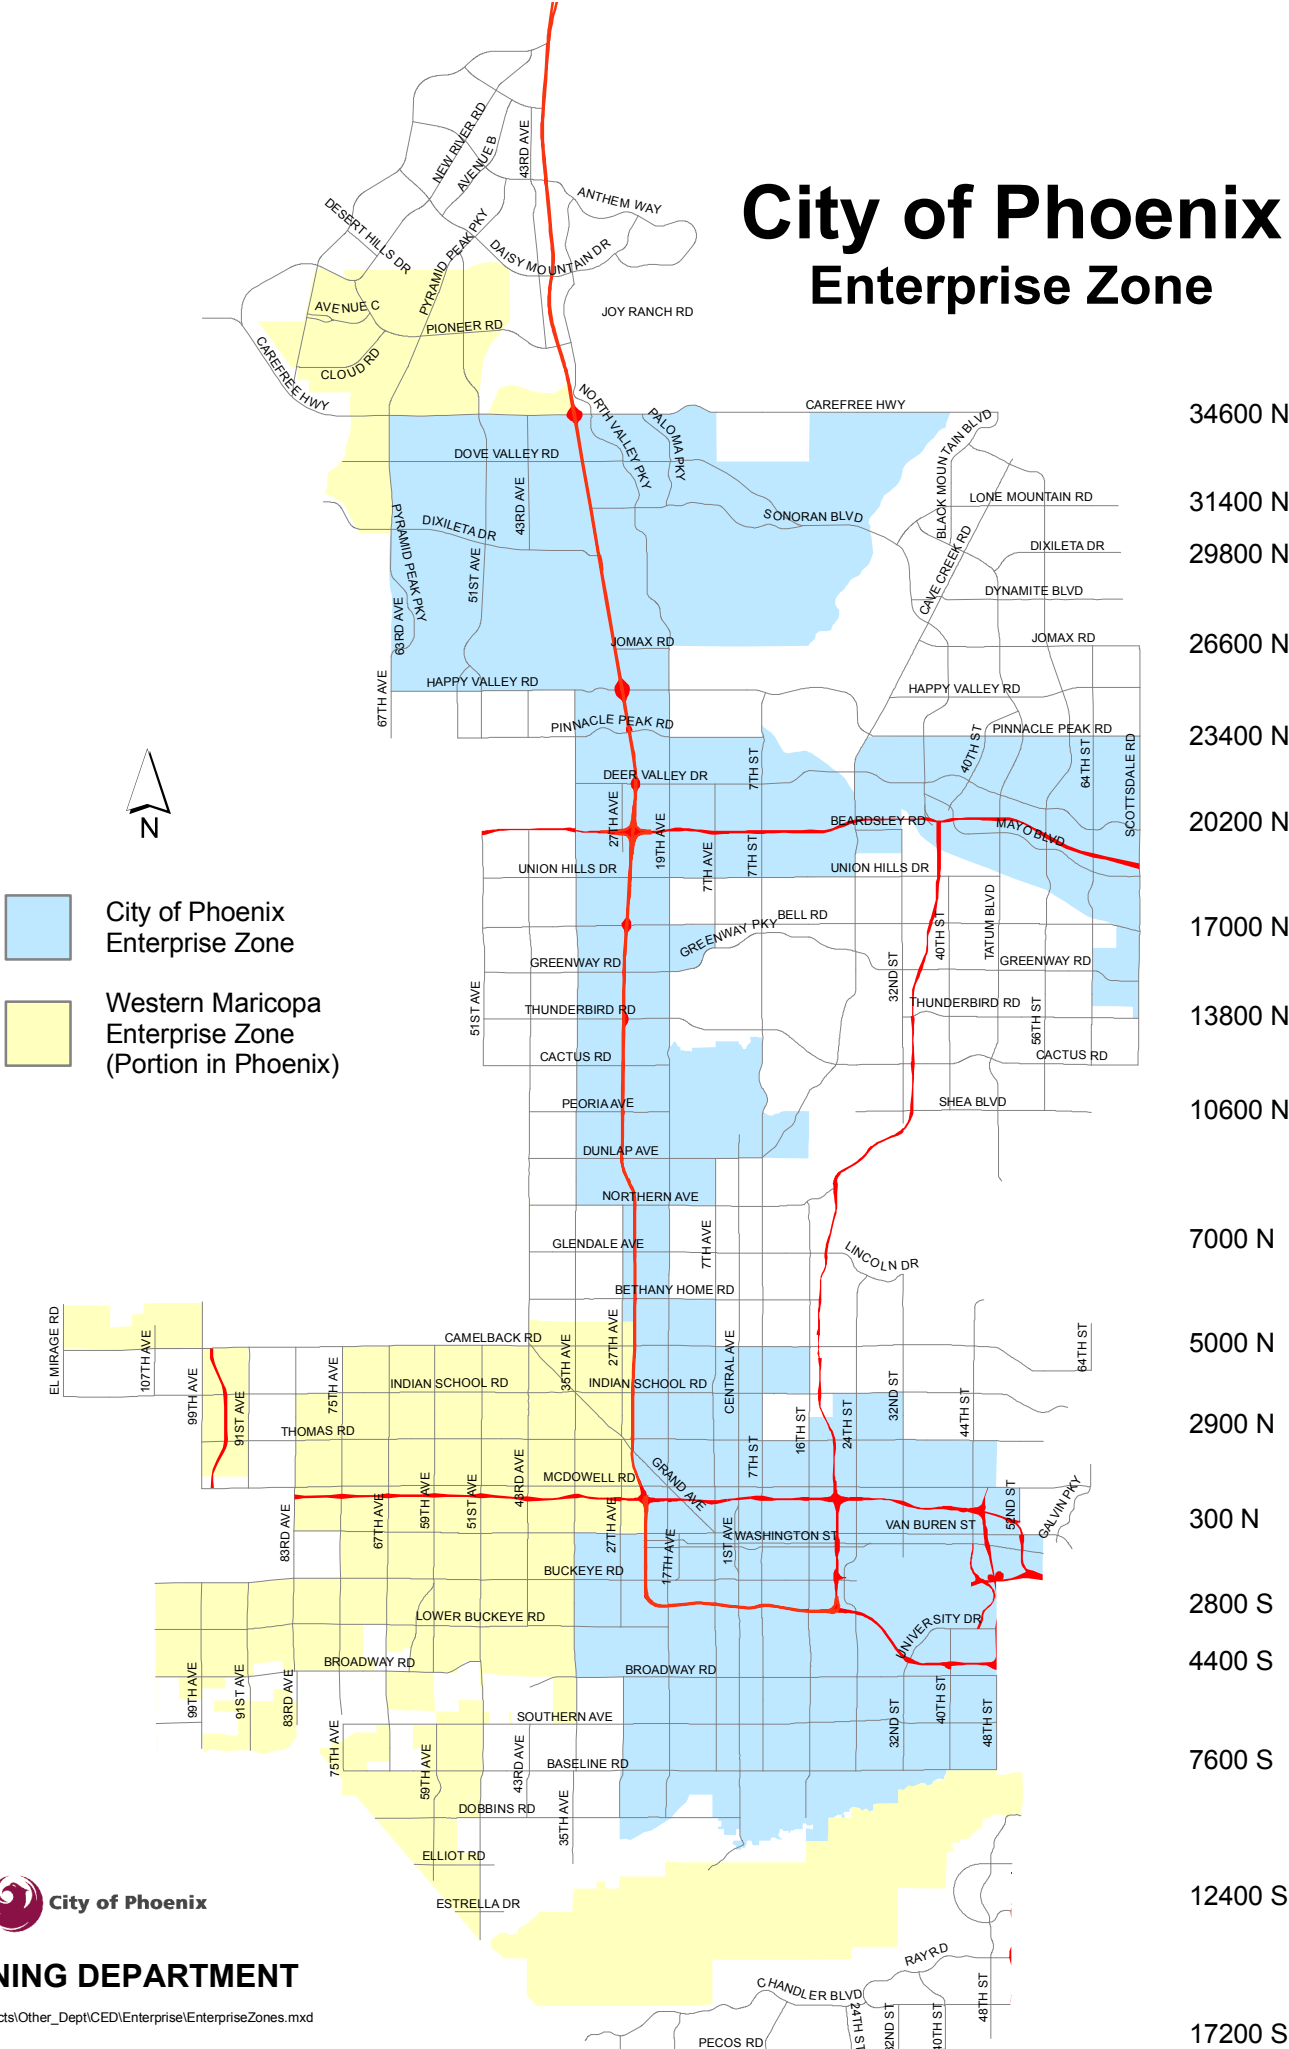 City of Phoenix
Enterprise Zone
NEW RIVER RD
AVENUE B
43RD AVE
ANTHEM WAY
DESERT HILLS DR
PYRAMID PEAK PKY
DAISY MOUNTAIN DR
AVENUE C
PIONEER RD
JOY RANCH RD
CLOUD RD
CAREFREE HWY
NORTH VALLEY PKY
PALOMA PKY
CAREFREE HWY
34600 N
BLACK MOUNTAIN BLVD
DOVE VALLEY RD
LONE MOUNTAIN RD
31400 N
43RD AVE
SONORAN BLVD
DIXILETA DR
PYRAMID PEAK PKY
CAVE CREEK RD
DIXILETA DR
29800 N
51ST AVE
DYNAMITE BLVD
63RD AVE
JOMAX RD
JOMAX RD
26600 N
67TH AVE
HAPPY VALLEY RD
HAPPY VALLEY RD
PINNACLE PEAK RD
PINNACLE PEAK RD
23400 N
40TH ST
64TH ST
SCOTTSDALE RD
DEER VALLEY DR
7TH ST
N
27TH AVE
19TH AVE
BEARDSLEY RD
MAYO BLVD
20200 N
UNION HILLS DR
7TH AVE
7TH ST
UNION HILLS DR
City of Phoenix
Enterprise Zone
GREENWAY PKY
BELL RD
40TH ST
TATUM BLVD
17000 N
GREENWAY RD
32ND ST
GREENWAY RD
Western Maricopa
Enterprise Zone
(Portion in Phoenix)
51ST AVE
THUNDERBIRD RD
THUNDERBIRD RD
56TH ST
13800 N
CACTUS RD
CACTUS RD
PEORIA AVE
SHEA BLVD
10600 N
DUNLAP AVE
NORTHERN AVE
GLENDALE AVE
7TH AVE
LINCOLN DR
7000 N
BETHANY HOME RD
EL MIRAGE RD
107TH AVE
CAMELBACK RD
35TH AVE
27TH AVE
CENTRAL AVE
64TH ST
5000 N
99TH AVE
91ST AVE
75TH AVE
INDIAN SCHOOL RD
INDIAN SCHOOL RD
32ND ST
44TH ST
THOMAS RD
16TH ST
24TH ST
2900 N
7TH ST
MCDOWELL RD
GRAND AVE
43RD AVE
83RD AVE
67TH AVE
59TH AVE
51ST AVE
27TH AVE
17TH AVE
1ST AVE
WASHINGTON ST
VAN BUREN ST
52ND ST
GALVIN PKY
300 N
BUCKEYE RD
LOWER BUCKEYE RD
UNIVERSITY DR
2800 S
BROADWAY RD
BROADWAY RD
4400 S
99TH AVE
91ST AVE
83RD AVE
32ND ST
40TH ST
48TH ST
SOUTHERN AVE
75TH AVE
59TH AVE
43RD AVE
BASELINE RD
7600 S
DOBBINS RD
35TH AVE
ELLIOT RD
ESTRELLA DR
City of Phoenix
12400 S
NING DEPARTMENT
RAY RD
CHANDLER BLVD
48TH ST
cts\Other_Dept\CED\Enterprise\EnterpriseZones.mxd
24TH ST
32ND ST
40TH ST
PECOS RD
17200 S